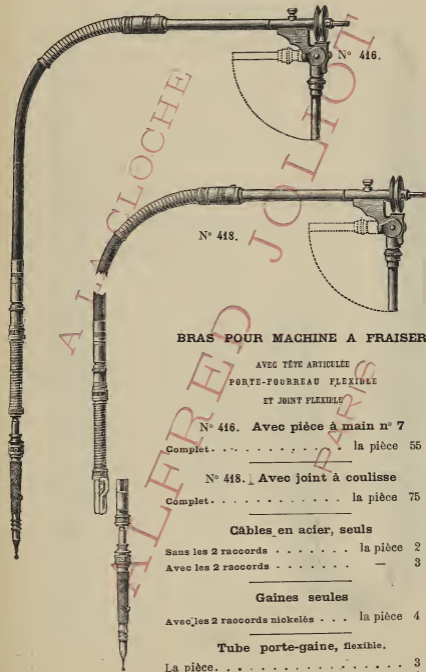 N° 416.
N° 418.
A LA CLOCHE
ALFRED JOLIOT
PARIS
BRAS POUR MACHINE A FRAISER
AVEC TÊTE ARTICULÉE
PORTE-FOURREAU FLEXIBLE
ET JOINT FLEXIBLE
N° 416. Avec pièce à main n° 7
Complet. . . . . . . . . . . . la pièce 55
N° 418. Avec joint à coulisse
Complet. . . . . . . . . . . . la pièce 75
Câbles en acier, seuls
Sans les 2 raccords . . . . . . . la pièce 2
Avec les 2 raccords . . . . . . . — 3
Gaines seules
Avec les 2 raccords nickelés . . . la pièce 4
Tube porte-gaine, flexible.
La pièce. . . . . . . . . . . . . . . . . 3